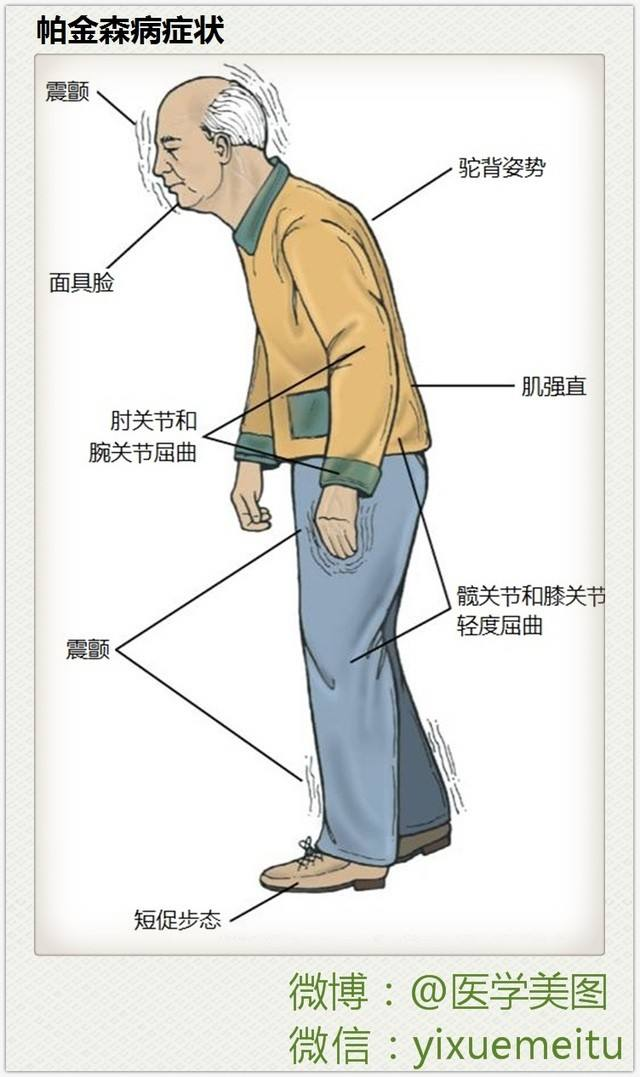 帕金森病症状
震颤
驼背姿势
面具脸
肌强直
肘关节和
腕关节屈曲
髋关节和膝关节
轻度屈曲
震颤
短促步态
微博：@医学美图
微信：yixuemeitu